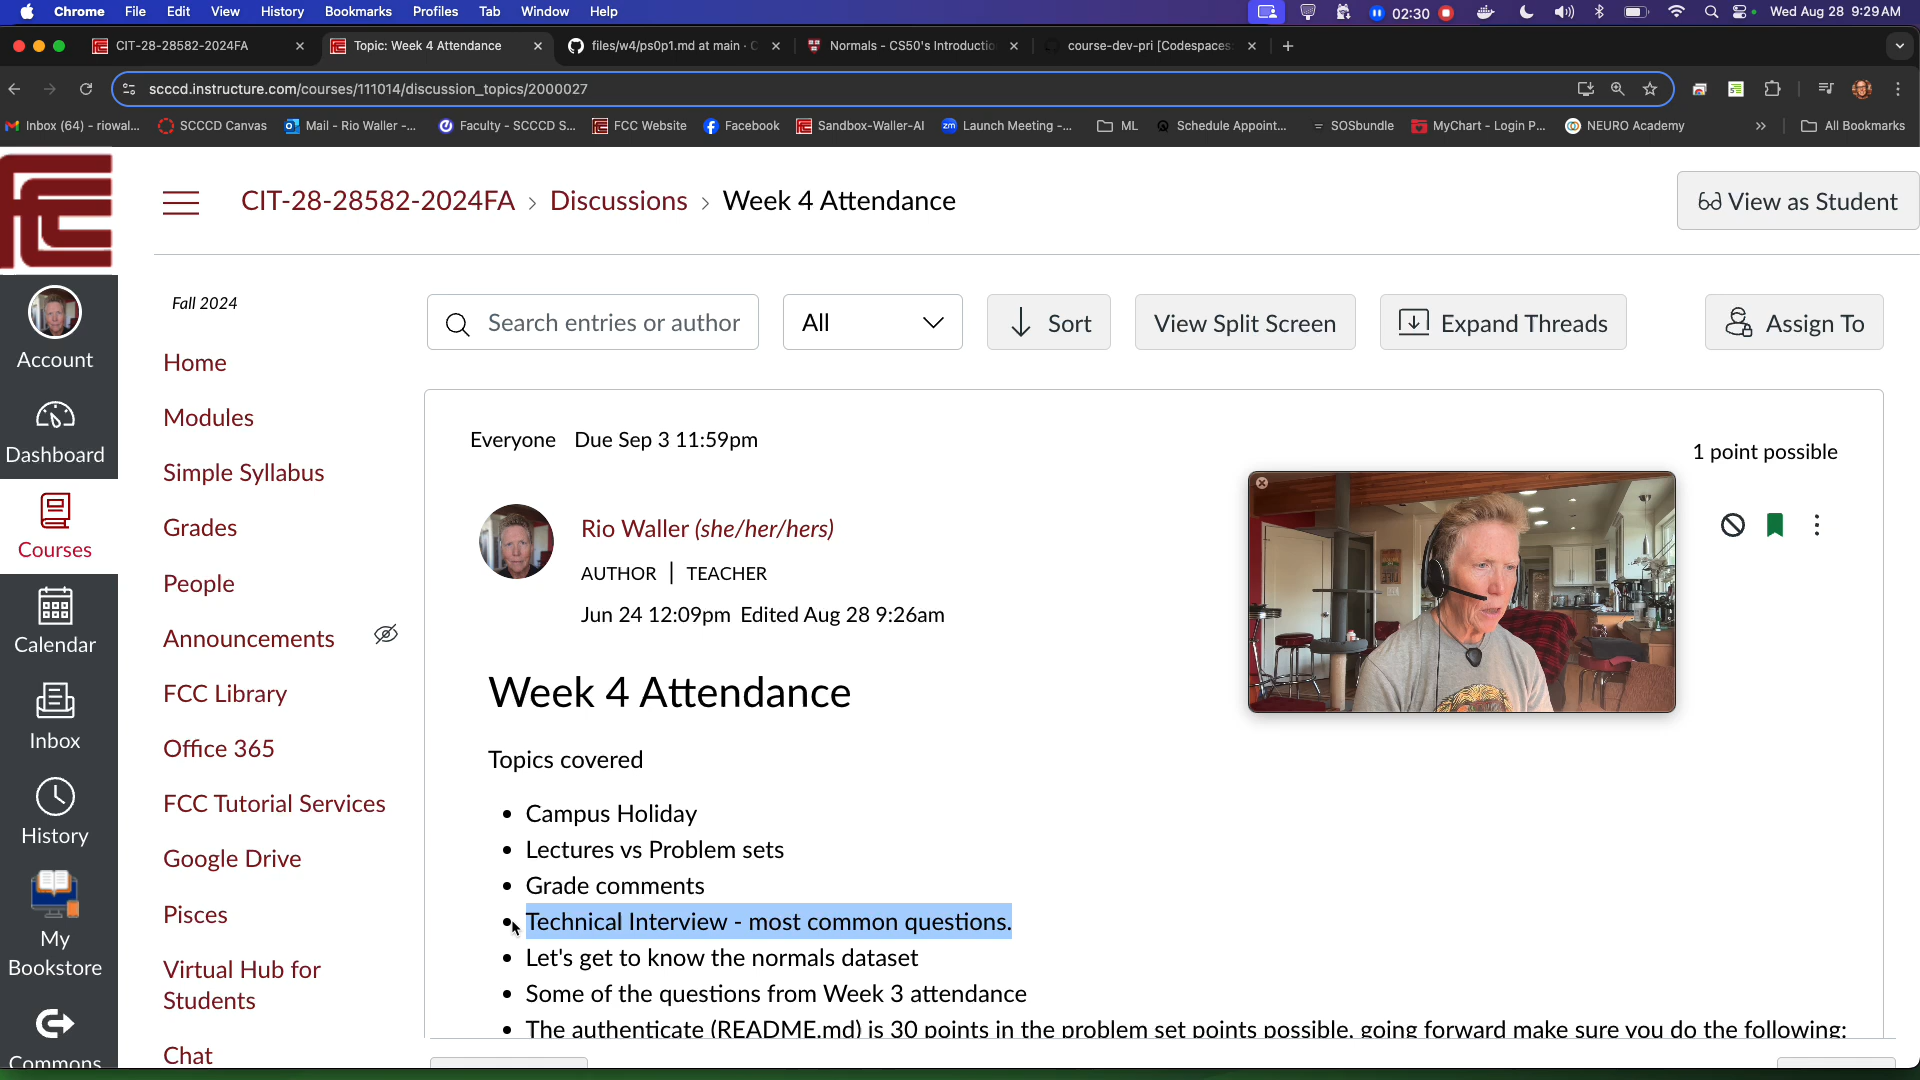 Chrome File Edit View History Bookmarks Profiles Tab Window Help 02:30 Wed Aug 28 9:29 AM
CIT-28-28582-2024FA Topic: Week 4 Attendance files/w4/ps0p1.md at main · C Normals - CS50's Introductio course-dev-pri [Codespaces:
scccd.instructure.com/courses/111014/discussion_topics/2000027
Inbox (64) - riowal... SCCCD Canvas Mail - Rio Waller -... Faculty - SCCCD S... FCC Website Facebook Sandbox-Waller-AI Launch Meeting -... ML Schedule Appoint... SOSbundle MyChart - Login P... NEURO Academy » All Bookmarks
CIT-28-28582-2024FA › Discussions › Week 4 Attendance
View as Student
Account
Dashboard
Courses
Calendar
Inbox
History
My
Bookstore
Commons
Fall 2024
Home
Modules
Simple Syllabus
Grades
People
Announcements
FCC Library
Office 365
FCC Tutorial Services
Google Drive
Pisces
Virtual Hub for
Students
Chat
Search entries or author All Sort View Split Screen Expand Threads Assign To
Everyone Due Sep 3 11:59pm
1 point possible
Rio Waller (she/her/hers)
AUTHOR | TEACHER
Jun 24 12:09pm Edited Aug 28 9:26am
Week 4 Attendance
Topics covered
• Campus Holiday
• Lectures vs Problem sets
• Grade comments
• Technical Interview - most common questions.
• Let's get to know the normals dataset
• Some of the questions from Week 3 attendance
• The authenticate (README.md) is 30 points in the problem set points possible, going forward make sure you do the following: